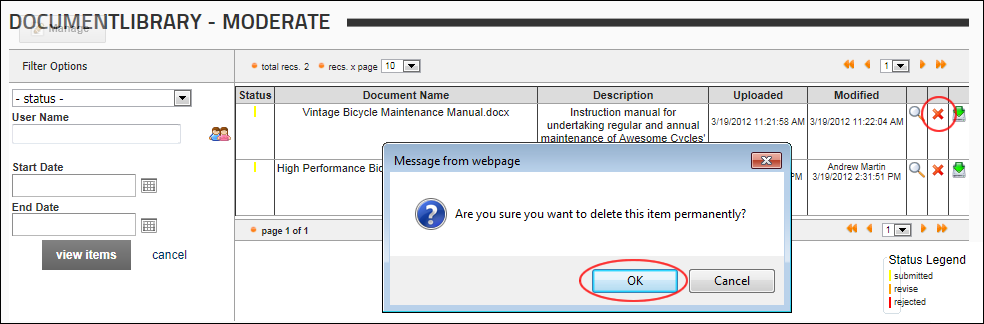 DOCUMENTLIBRARY - MODERATE
Manage
Filter Options
- status -
User Name
Start Date
End Date
view items cancel
total recs. 2 recs. x page 10 1
Status Document Name Description Uploaded Modified
Vintage Bicycle Maintenance Manual.docx Instruction manual for
undertaking regular and annual
maintenance of Awesome Cycles'
3/19/2012 11:21:58 AM 3/19/2012 11:22:04 AM
High Performance
Andrew Martin
3/19/2012 2:31:51 PM
PM
page 1 of 1 1
Message from webpage
Are you sure you want to delete this item permanently?
OK Cancel
Status Legend
submitted
revise
rejected